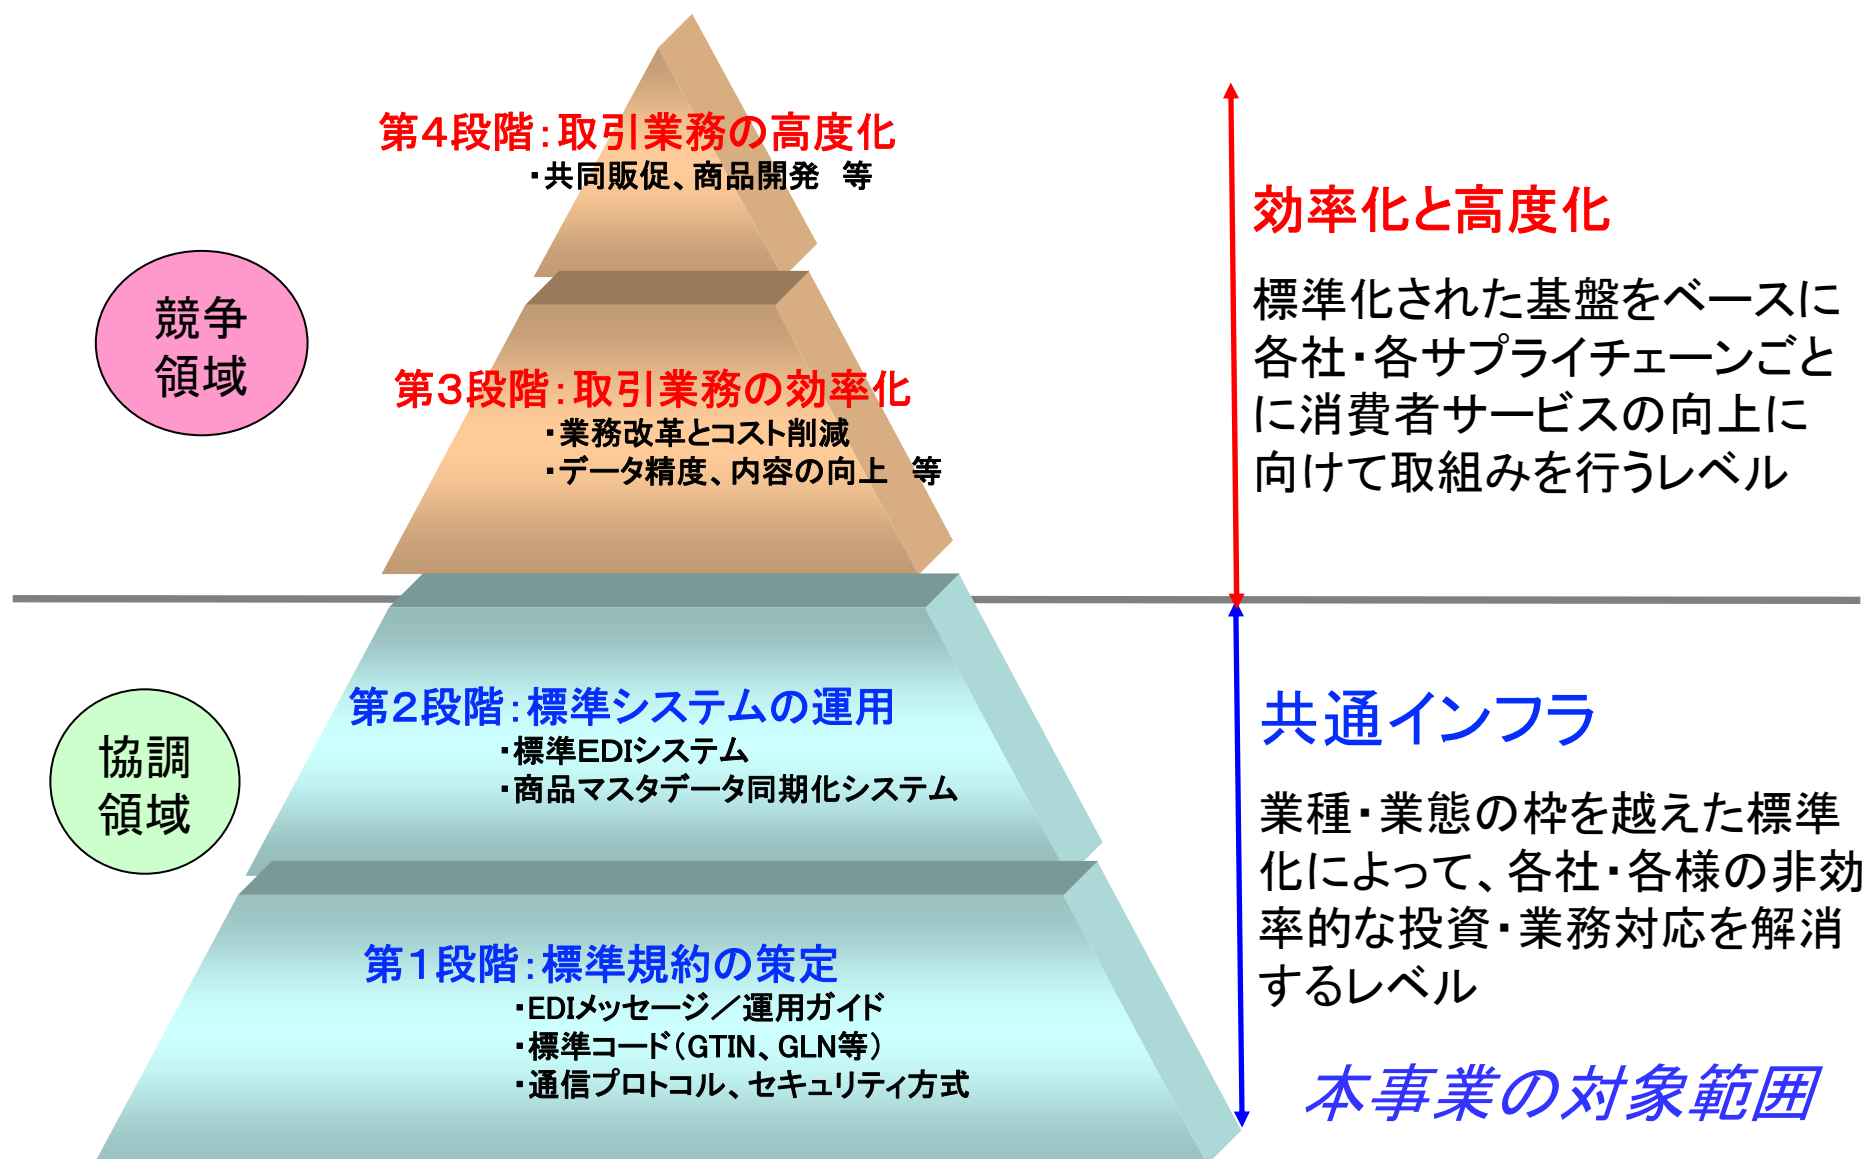 第4段階：取引業務の高度化
・共同販促、商品開発　等
競争
領域
第3段階：取引業務の効率化
・業務改革とコスト削減
・データ精度、内容の向上　等
効率化と高度化
標準化された基盤をベースに
各社・各サプライチェーンごと
に消費者サービスの向上に
向けて取組みを行うレベル
協調
領域
第2段階：標準システムの運用
・標準EDIシステム
・商品マスタデータ同期化システム
第1段階：標準規約の策定
・EDIメッセージ／運用ガイド
・標準コード（GTIN、GLN等）
・通信プロトコル、セキュリティ方式
共通インフラ
業種・業態の枠を越えた標準
化によって、各社・各様の非効
率的な投資・業務対応を解消
するレベル
本事業の対象範囲